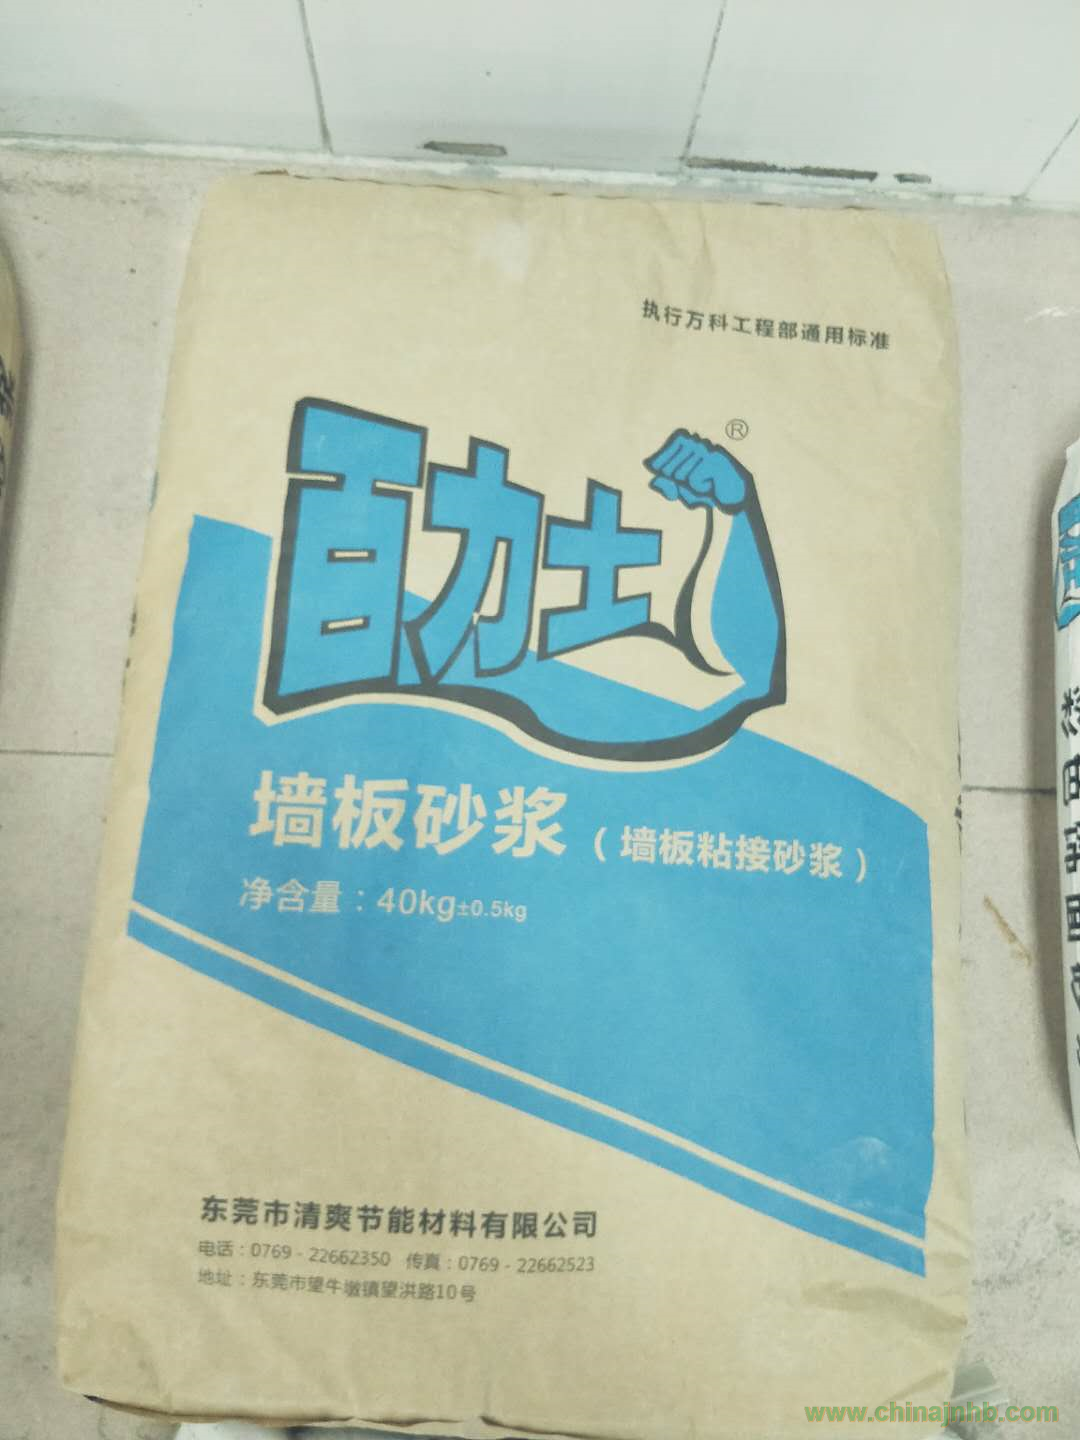 执行万科工程部通用标准
百力士®
墙板砂浆（墙板粘接砂浆）
净含量：40kg±0.5kg
东莞市清爽节能材料有限公司
电话：0769-22662350 传真：0769-22662523
地址：东莞市望牛墩镇望洪路10号
彩色
www.chinajnhb.com